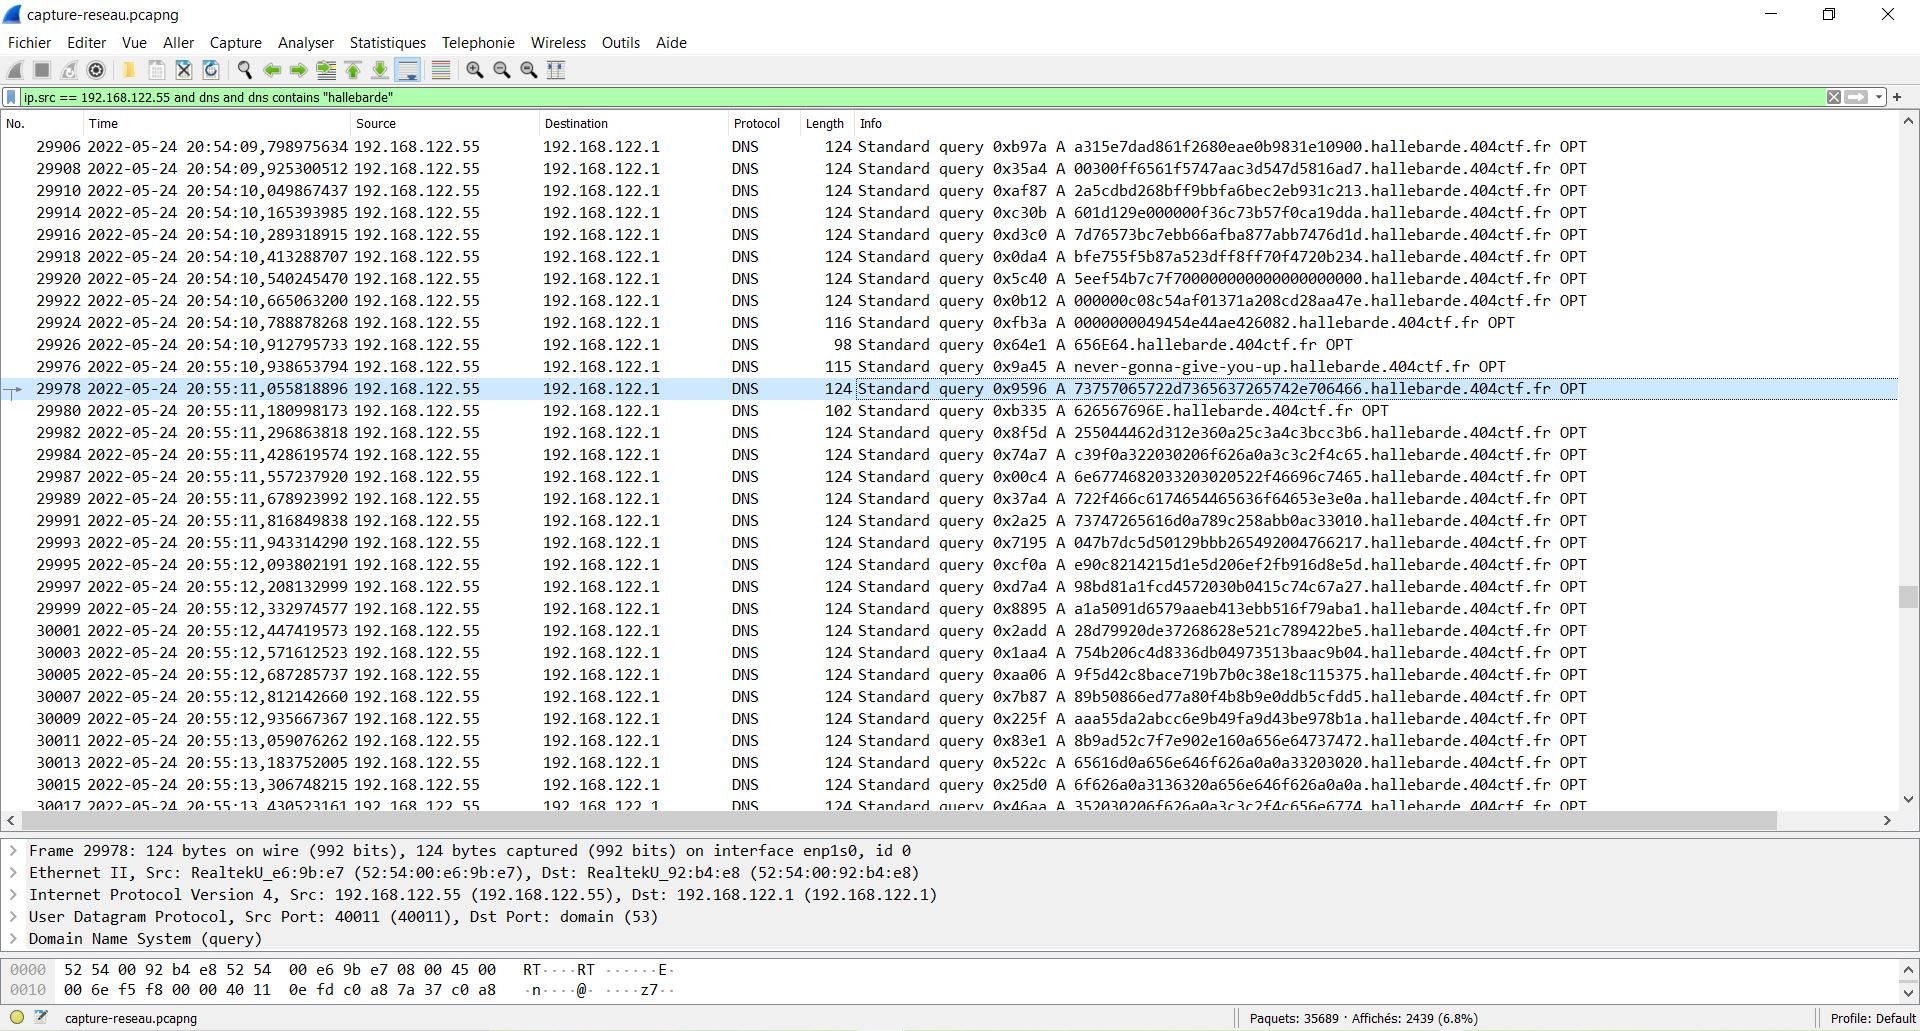 capture-reseau.pcapng
Fichier Editer Vue Aller Capture Analyser Statistiques Telephonie Wireless Outils Aide
ip.src == 192.168.122.55 and dns and dns contains "hallebarde"
No. Time Source Destination Protocol Length Info
29906 2022-05-24 20:54:09,798975634 192.168.122.55 192.168.122.1 DNS 124 Standard query 0xb97a A a315e7dad861f2680eae0b9831e10900.hallebarde.404ctf.fr OPT
29908 2022-05-24 20:54:09,925300512 192.168.122.55 192.168.122.1 DNS 124 Standard query 0x35a4 A 00300ff6561f5747aac3d547d5816ad7.hallebarde.404ctf.fr OPT
29910 2022-05-24 20:54:10,049867437 192.168.122.55 192.168.122.1 DNS 124 Standard query 0xaf87 A 2a5cdbd268bff9bbfa6bec2eb931c213.hallebarde.404ctf.fr OPT
29914 2022-05-24 20:54:10,165393985 192.168.122.55 192.168.122.1 DNS 124 Standard query 0xc30b A 601d129e000000f36c73b57f0ca19dda.hallebarde.404ctf.fr OPT
29916 2022-05-24 20:54:10,289318915 192.168.122.55 192.168.122.1 DNS 124 Standard query 0xd3c0 A 7d76573bc7ebb66afba877abb7476d1d.hallebarde.404ctf.fr OPT
29918 2022-05-24 20:54:10,413288707 192.168.122.55 192.168.122.1 DNS 124 Standard query 0x0da4 A bfe755f5b87a523dff8ff70f4720b234.hallebarde.404ctf.fr OPT
29920 2022-05-24 20:54:10,540245470 192.168.122.55 192.168.122.1 DNS 124 Standard query 0x5c40 A 5eef54b7c7f700000000000000000000.hallebarde.404ctf.fr OPT
29922 2022-05-24 20:54:10,665063200 192.168.122.55 192.168.122.1 DNS 124 Standard query 0x0b12 A 000000c08c54af01371a208cd28aa47e.hallebarde.404ctf.fr OPT
29924 2022-05-24 20:54:10,788878268 192.168.122.55 192.168.122.1 DNS 116 Standard query 0xfb3a A 0000000049454e44ae426082.hallebarde.404ctf.fr OPT
29926 2022-05-24 20:54:10,912795733 192.168.122.55 192.168.122.1 DNS 98 Standard query 0x64e1 A 656E64.hallebarde.404ctf.fr OPT
29976 2022-05-24 20:55:10,938653794 192.168.122.55 192.168.122.1 DNS 115 Standard query 0x9a45 A never-gonna-give-you-up.hallebarde.404ctf.fr OPT
29978 2022-05-24 20:55:11,055818896 192.168.122.55 192.168.122.1 DNS 124 Standard query 0x9596 A 73757065722d7365637265742e706466.hallebarde.404ctf.fr OPT
29980 2022-05-24 20:55:11,180998173 192.168.122.55 192.168.122.1 DNS 102 Standard query 0xb335 A 626567696E.hallebarde.404ctf.fr OPT
29982 2022-05-24 20:55:11,296863818 192.168.122.55 192.168.122.1 DNS 124 Standard query 0x8f5d A 255044462d312e360a25c3a4c3bcc3b6.hallebarde.404ctf.fr OPT
29984 2022-05-24 20:55:11,428619574 192.168.122.55 192.168.122.1 DNS 124 Standard query 0x74a7 A c39f0a322030206f626a0a3c3c2f4c65.hallebarde.404ctf.fr OPT
29987 2022-05-24 20:55:11,557237920 192.168.122.55 192.168.122.1 DNS 124 Standard query 0x00c4 A 6e6774682033203020522f46696c7465.hallebarde.404ctf.fr OPT
29989 2022-05-24 20:55:11,678923992 192.168.122.55 192.168.122.1 DNS 124 Standard query 0x37a4 A 722f466c6174654465636f64653e3e0a.hallebarde.404ctf.fr OPT
29991 2022-05-24 20:55:11,816849838 192.168.122.55 192.168.122.1 DNS 124 Standard query 0x2a25 A 73747265616d0a789c258abb0ac33010.hallebarde.404ctf.fr OPT
29993 2022-05-24 20:55:11,943314290 192.168.122.55 192.168.122.1 DNS 124 Standard query 0x7195 A 047b7dc5d50129bbb265492004766217.hallebarde.404ctf.fr OPT
29995 2022-05-24 20:55:12,093802191 192.168.122.55 192.168.122.1 DNS 124 Standard query 0xcf0a A e90c8214215d1e5d206ef2fb916d8e5d.hallebarde.404ctf.fr OPT
29997 2022-05-24 20:55:12,208132999 192.168.122.55 192.168.122.1 DNS 124 Standard query 0xd7a4 A 98bd81a1fcd4572030b0415c74c67a27.hallebarde.404ctf.fr OPT
29999 2022-05-24 20:55:12,332974577 192.168.122.55 192.168.122.1 DNS 124 Standard query 0x8895 A a1a5091d6579aaeb413ebb516f79aba1.hallebarde.404ctf.fr OPT
30001 2022-05-24 20:55:12,447419573 192.168.122.55 192.168.122.1 DNS 124 Standard query 0x2add A 28d79920de37268628e521c789422be5.hallebarde.404ctf.fr OPT
30003 2022-05-24 20:55:12,571612523 192.168.122.55 192.168.122.1 DNS 124 Standard query 0x1aa4 A 754b206c4d8336db04973513baac9b04.hallebarde.404ctf.fr OPT
30005 2022-05-24 20:55:12,687285737 192.168.122.55 192.168.122.1 DNS 124 Standard query 0xaa06 A 9f5d42c8bace719b7b0c38e18c115375.hallebarde.404ctf.fr OPT
30007 2022-05-24 20:55:12,812142660 192.168.122.55 192.168.122.1 DNS 124 Standard query 0x7b87 A 89b50866ed77a80f4b8b9e0ddb5cfdd5.hallebarde.404ctf.fr OPT
30009 2022-05-24 20:55:12,935667367 192.168.122.55 192.168.122.1 DNS 124 Standard query 0x225f A aaa55da2abcc6e9b49fa9d43be978b1a.hallebarde.404ctf.fr OPT
30011 2022-05-24 20:55:13,059076262 192.168.122.55 192.168.122.1 DNS 124 Standard query 0x83e1 A 8b9ad52c7f7e902e160a656e64737472.hallebarde.404ctf.fr OPT
30013 2022-05-24 20:55:13,183752005 192.168.122.55 192.168.122.1 DNS 124 Standard query 0x522c A 65616d0a656e646f626a0a0a33203020.hallebarde.404ctf.fr OPT
30015 2022-05-24 20:55:13,306748215 192.168.122.55 192.168.122.1 DNS 124 Standard query 0x25d0 A 6f626a0a3136320a656e646f626a0a0a.hallebarde.404ctf.fr OPT
30017 2022-05-24 20:55:13,430523161 192.168.122.55 192.168.122.1 DNS 124 Standard query 0x46aa A 352030206f626a0a3c3c2f4c656e6774.hallebarde.404ctf.fr OPT
Frame 29978: 124 bytes on wire (992 bits), 124 bytes captured (992 bits) on interface enp1s0, id 0
Ethernet II, Src: RealtekU_e6:9b:e7 (52:54:00:e6:9b:e7), Dst: RealtekU_92:b4:e8 (52:54:00:92:b4:e8)
Internet Protocol Version 4, Src: 192.168.122.55 (192.168.122.55), Dst: 192.168.122.1 (192.168.122.1)
User Datagram Protocol, Src Port: 40011 (40011), Dst Port: domain (53)
Domain Name System (query)
0000 52 54 00 92 b4 e8 52 54 00 e6 9b e7 08 00 45 00 RT····RT ······E·
0010 00 6e f5 f8 00 00 40 11 0e fd c0 a8 7a 37 c0 a8 ·n····@· ····z7··
capture-reseau.pcapng Paquets: 35689 · Affichés: 2439 (6.8%) Profile: Default